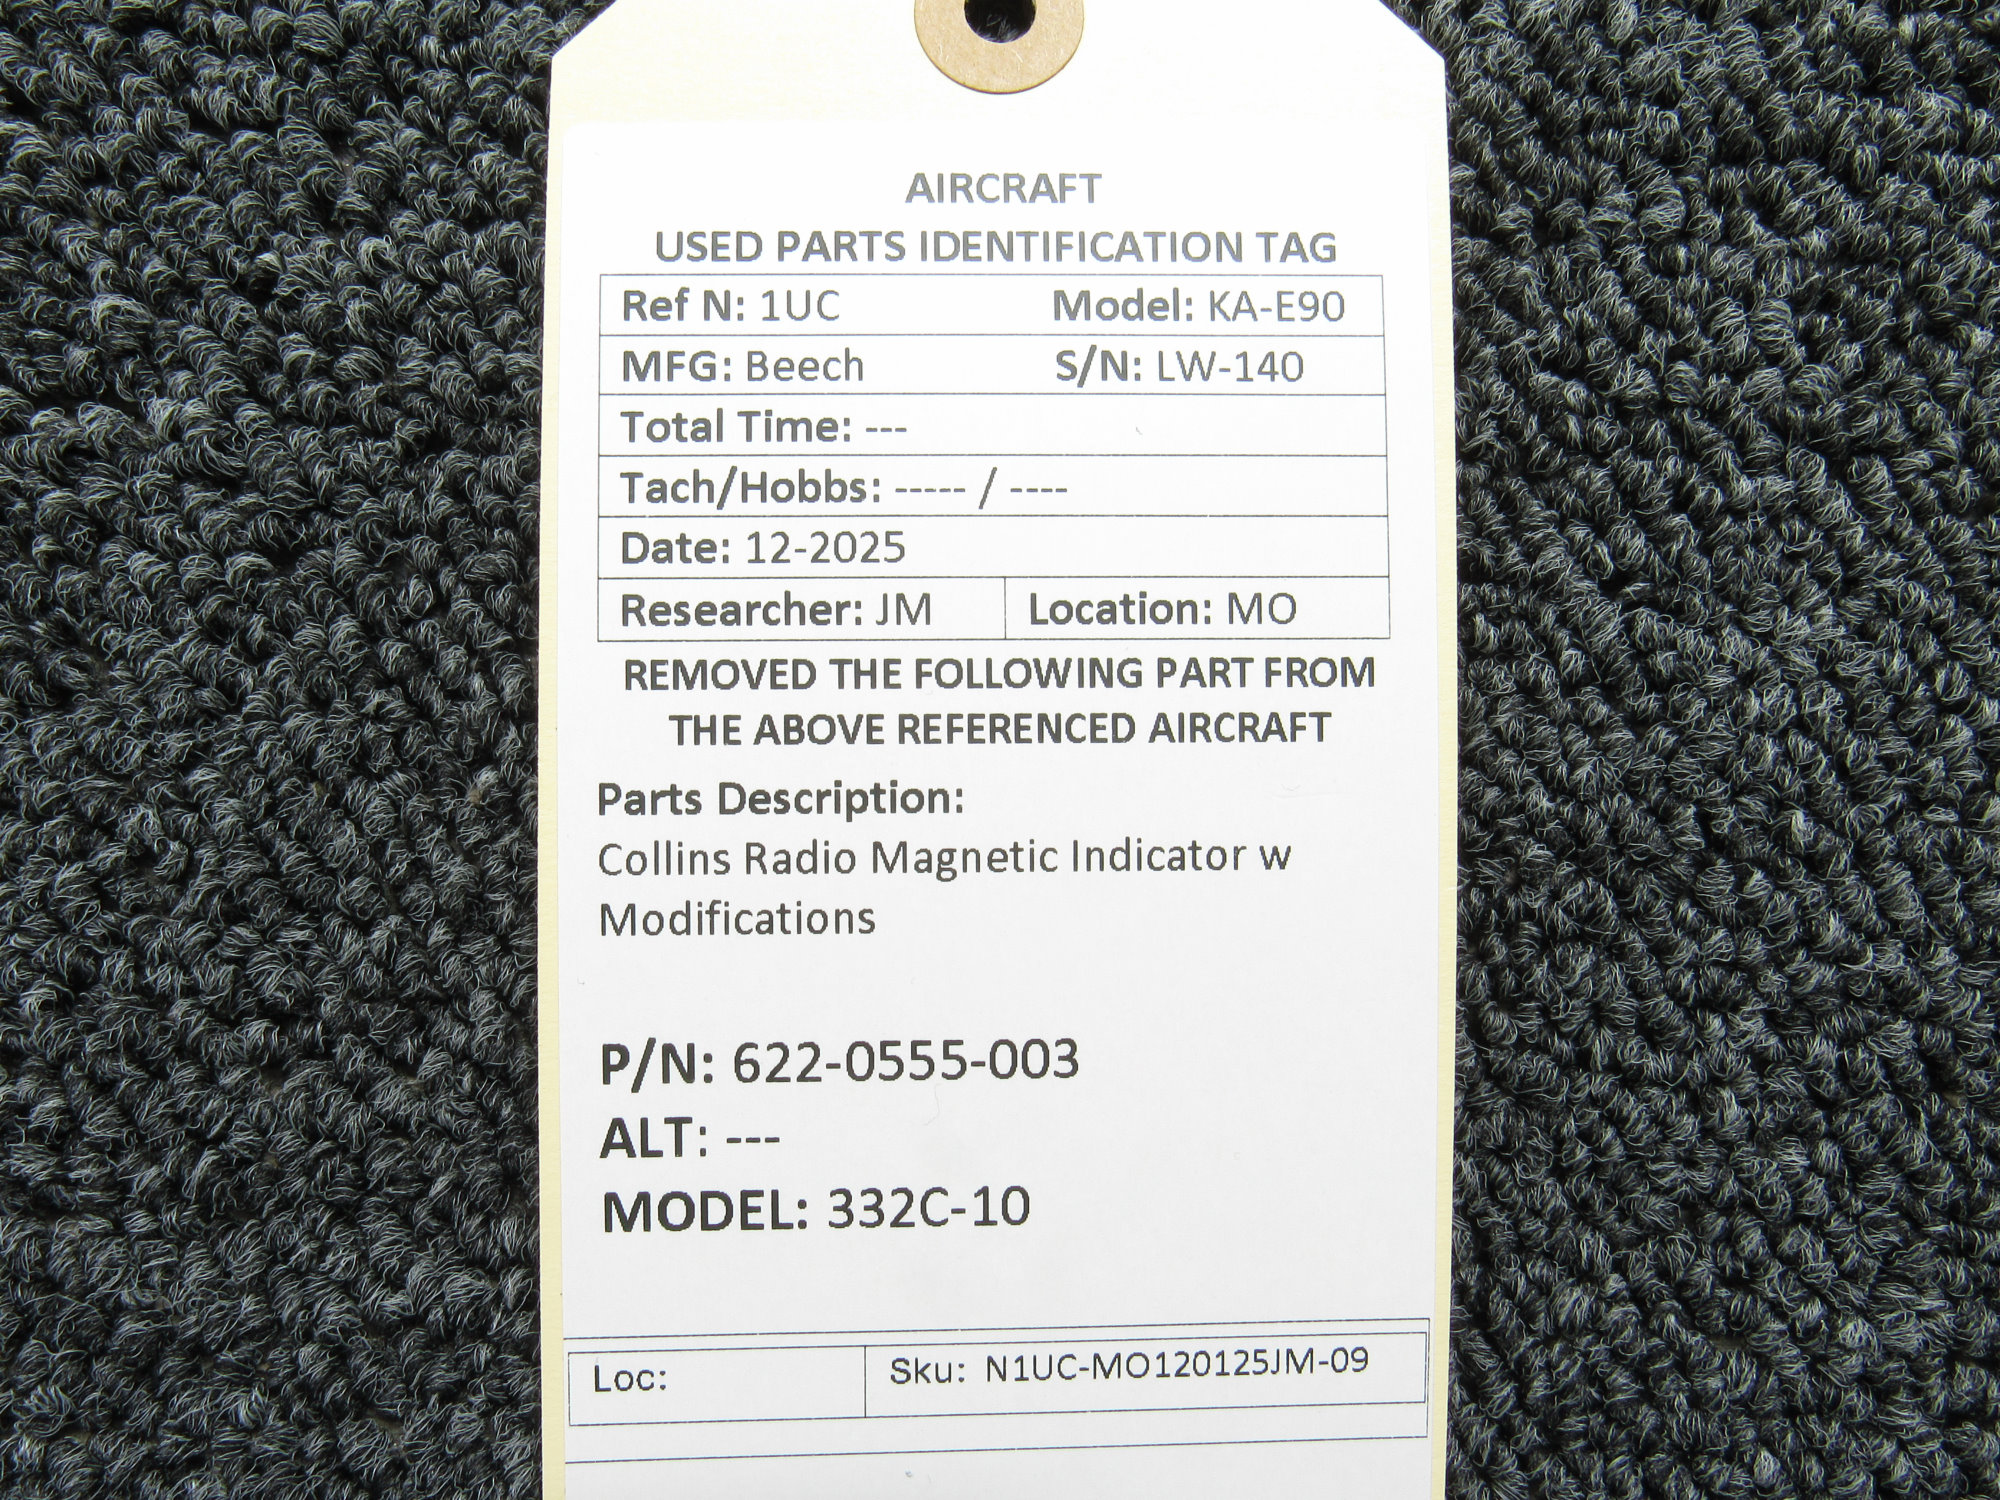 AIRCRAFT
USED PARTS IDENTIFICATION TAG
Ref N: 1UC Model: KA-E90
MFG: Beech S/N: LW-140
Total Time: ---
Tach/Hobbs: ----- / ----
Date: 12-2025
Researcher: JM Location: MO
REMOVED THE FOLLOWING PART FROM
THE ABOVE REFERENCED AIRCRAFT
Parts Description:
Collins Radio Magnetic Indicator w
Modifications
P/N: 622-0555-003
ALT: ---
MODEL: 332C-10
Loc: Sku: N1UC-MO120125JM-09